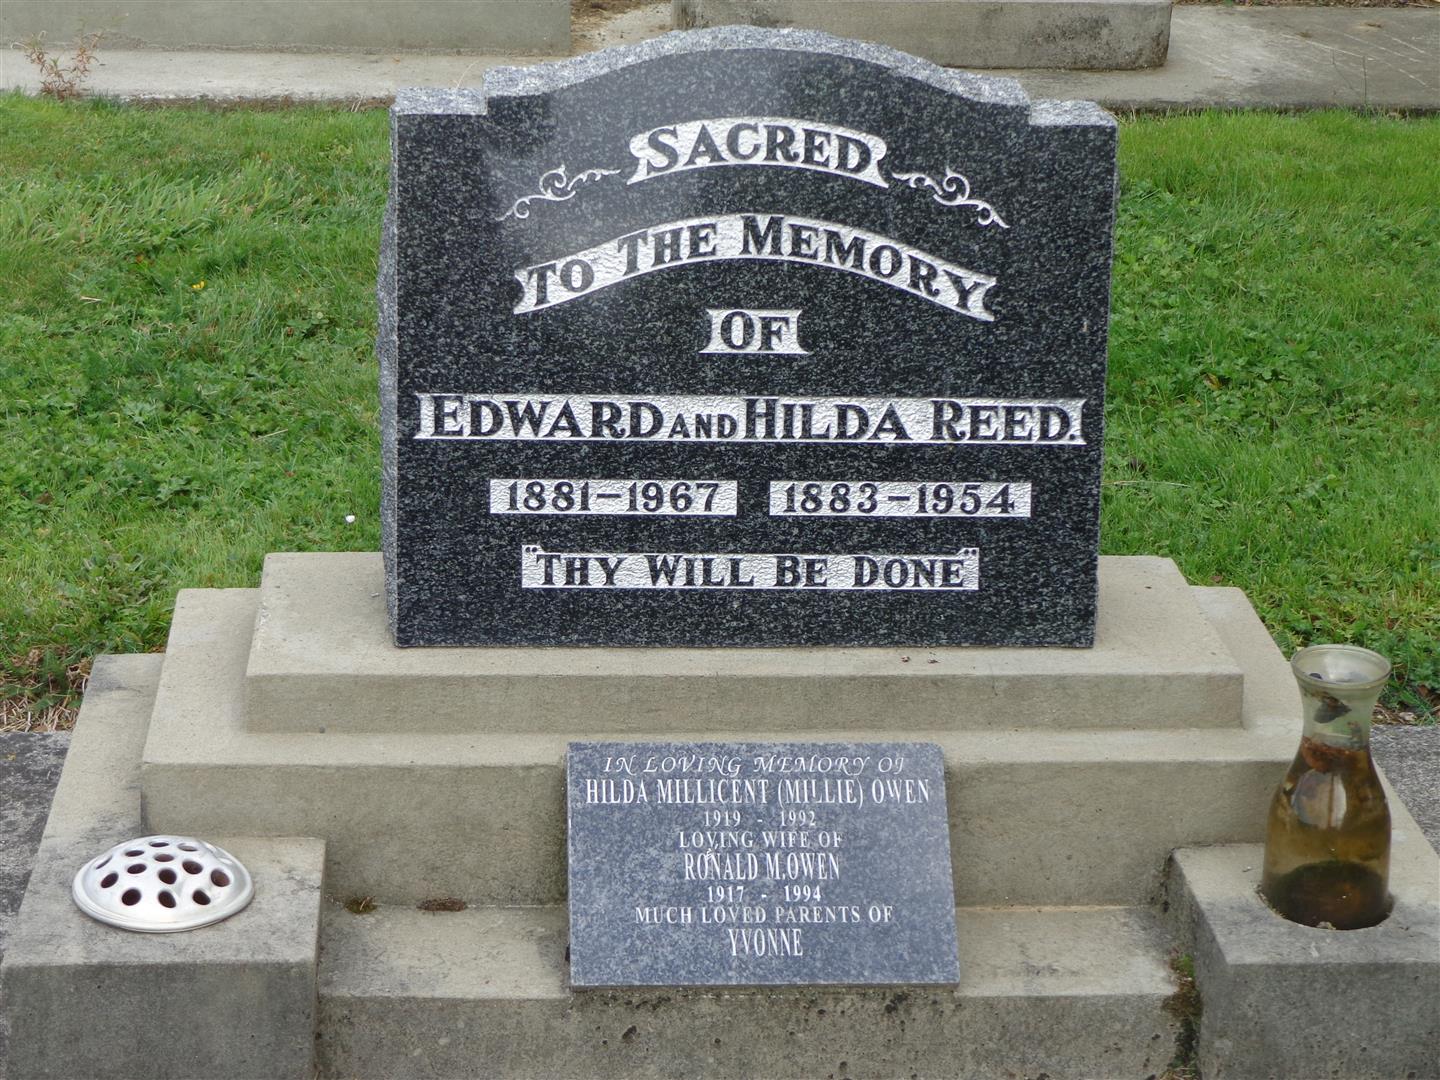 SACRED
TO THE MEMORY
OF
EDWARD AND HILDA REED.
1881-1967 1883-1954
"THY WILL BE DONE"
IN LOVING MEMORY OF
HILDA MILLICENT (MILLIE) OWEN
1919 - 1992
LOVING WIFE OF
RONALD M.OWEN
1917 - 1994
MUCH LOVED PARENTS OF
YVONNE